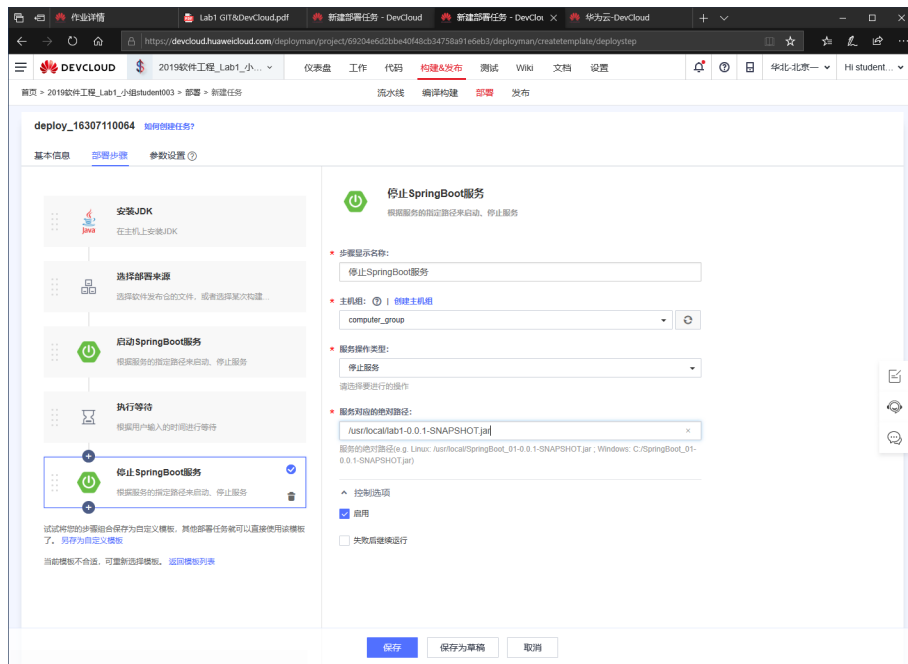 作业详情
Lab1 GIT&DevCloud.pdf
新建部署任务 - DevCloud
新建部署任务 - DevClou
华为云-DevCloud
https://devcloud.huaweicloud.com/deployman/project/69204e6d2bbe40f48cb34758a91e6eb3/deployman/createtemplate/deploystep
DEVCLOUD
2019软件工程_Lab1_小...
仪表盘 工作 代码 构建&发布 测试 Wiki 文档 设置
华北-北京一
Hi student...
首页 > 2019软件工程_Lab1_小组student003 > 部署 > 新建任务
流水线 编译构建 部署 发布
deploy_16307110064 如何创建任务?
基本信息 部署步骤 参数设置
安装JDK
在主机上安装JDK
选择部署来源
选择软件发布仓的文件、或者选择某次构建...
启动SpringBoot服务
根据服务的指定路径来启动、停止服务
执行等待
根据用户输入的时间进行等待
停止SpringBoot服务
根据服务的指定路径来启动、停止服务
试试将您的步骤组合保存为自定义模板，其他部署任务就可以直接使用该模板
了。 另存为自定义模板
当前模板不合适，可重新选择模板。 返回模板列表
停止SpringBoot服务
根据服务的指定路径来启动、停止服务
* 步骤显示名称:
停止SpringBoot服务
* 主机组: | 创建主机组
computer_group
* 服务操作类型:
停止服务
请选择要进行的操作
* 服务对应的绝对路径:
/usr/local/lab1-0.0.1-SNAPSHOT.jar
服务的绝对路径(e.g. Linux: /usr/local/SpringBoot_01-0.0.1-SNAPSHOT.jar ; Windows: C:/SpringBoot_01-
0.0.1-SNAPSHOT.jar)
控制选项
启用
失败后继续运行
保存 保存为草稿 取消